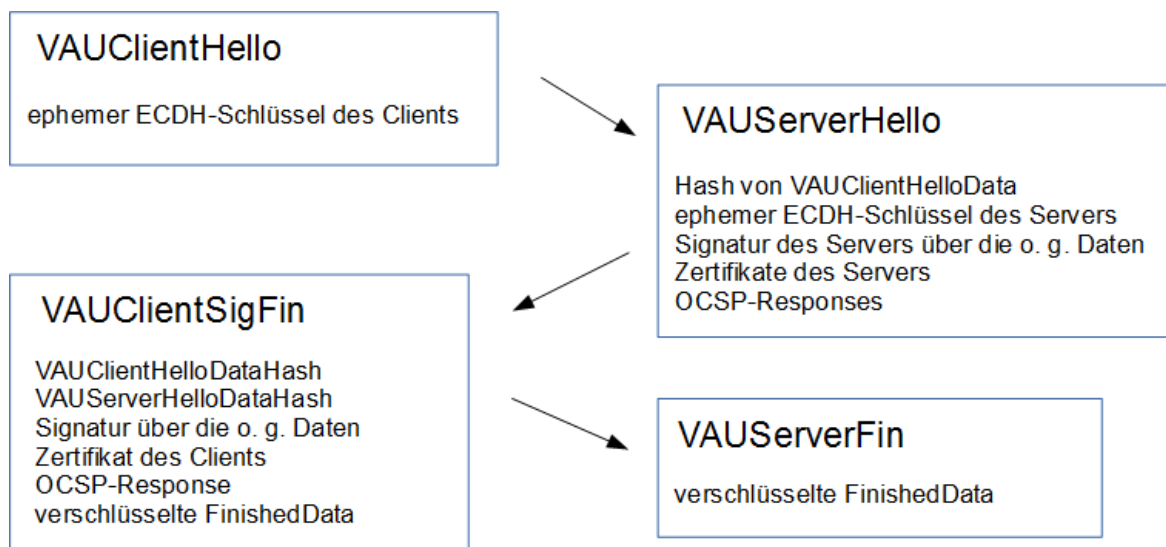 VAUClientHello
ephemer ECDH-Schlüssel des Clients
VAUServerHello
Hash von VAUClientHelloData
ephemer ECDH-Schlüssel des Servers
Signatur des Servers über die o. g. Daten
Zertifikate des Servers
OCSP-Responses
VAUClientSigFin
VAUClientHelloDataHash
VAUServerHelloDataHash
Signatur über die o. g. Daten
Zertifikat des Clients
OCSP-Response
verschlüsselte FinishedData
VAUServerFin
verschlüsselte FinishedData